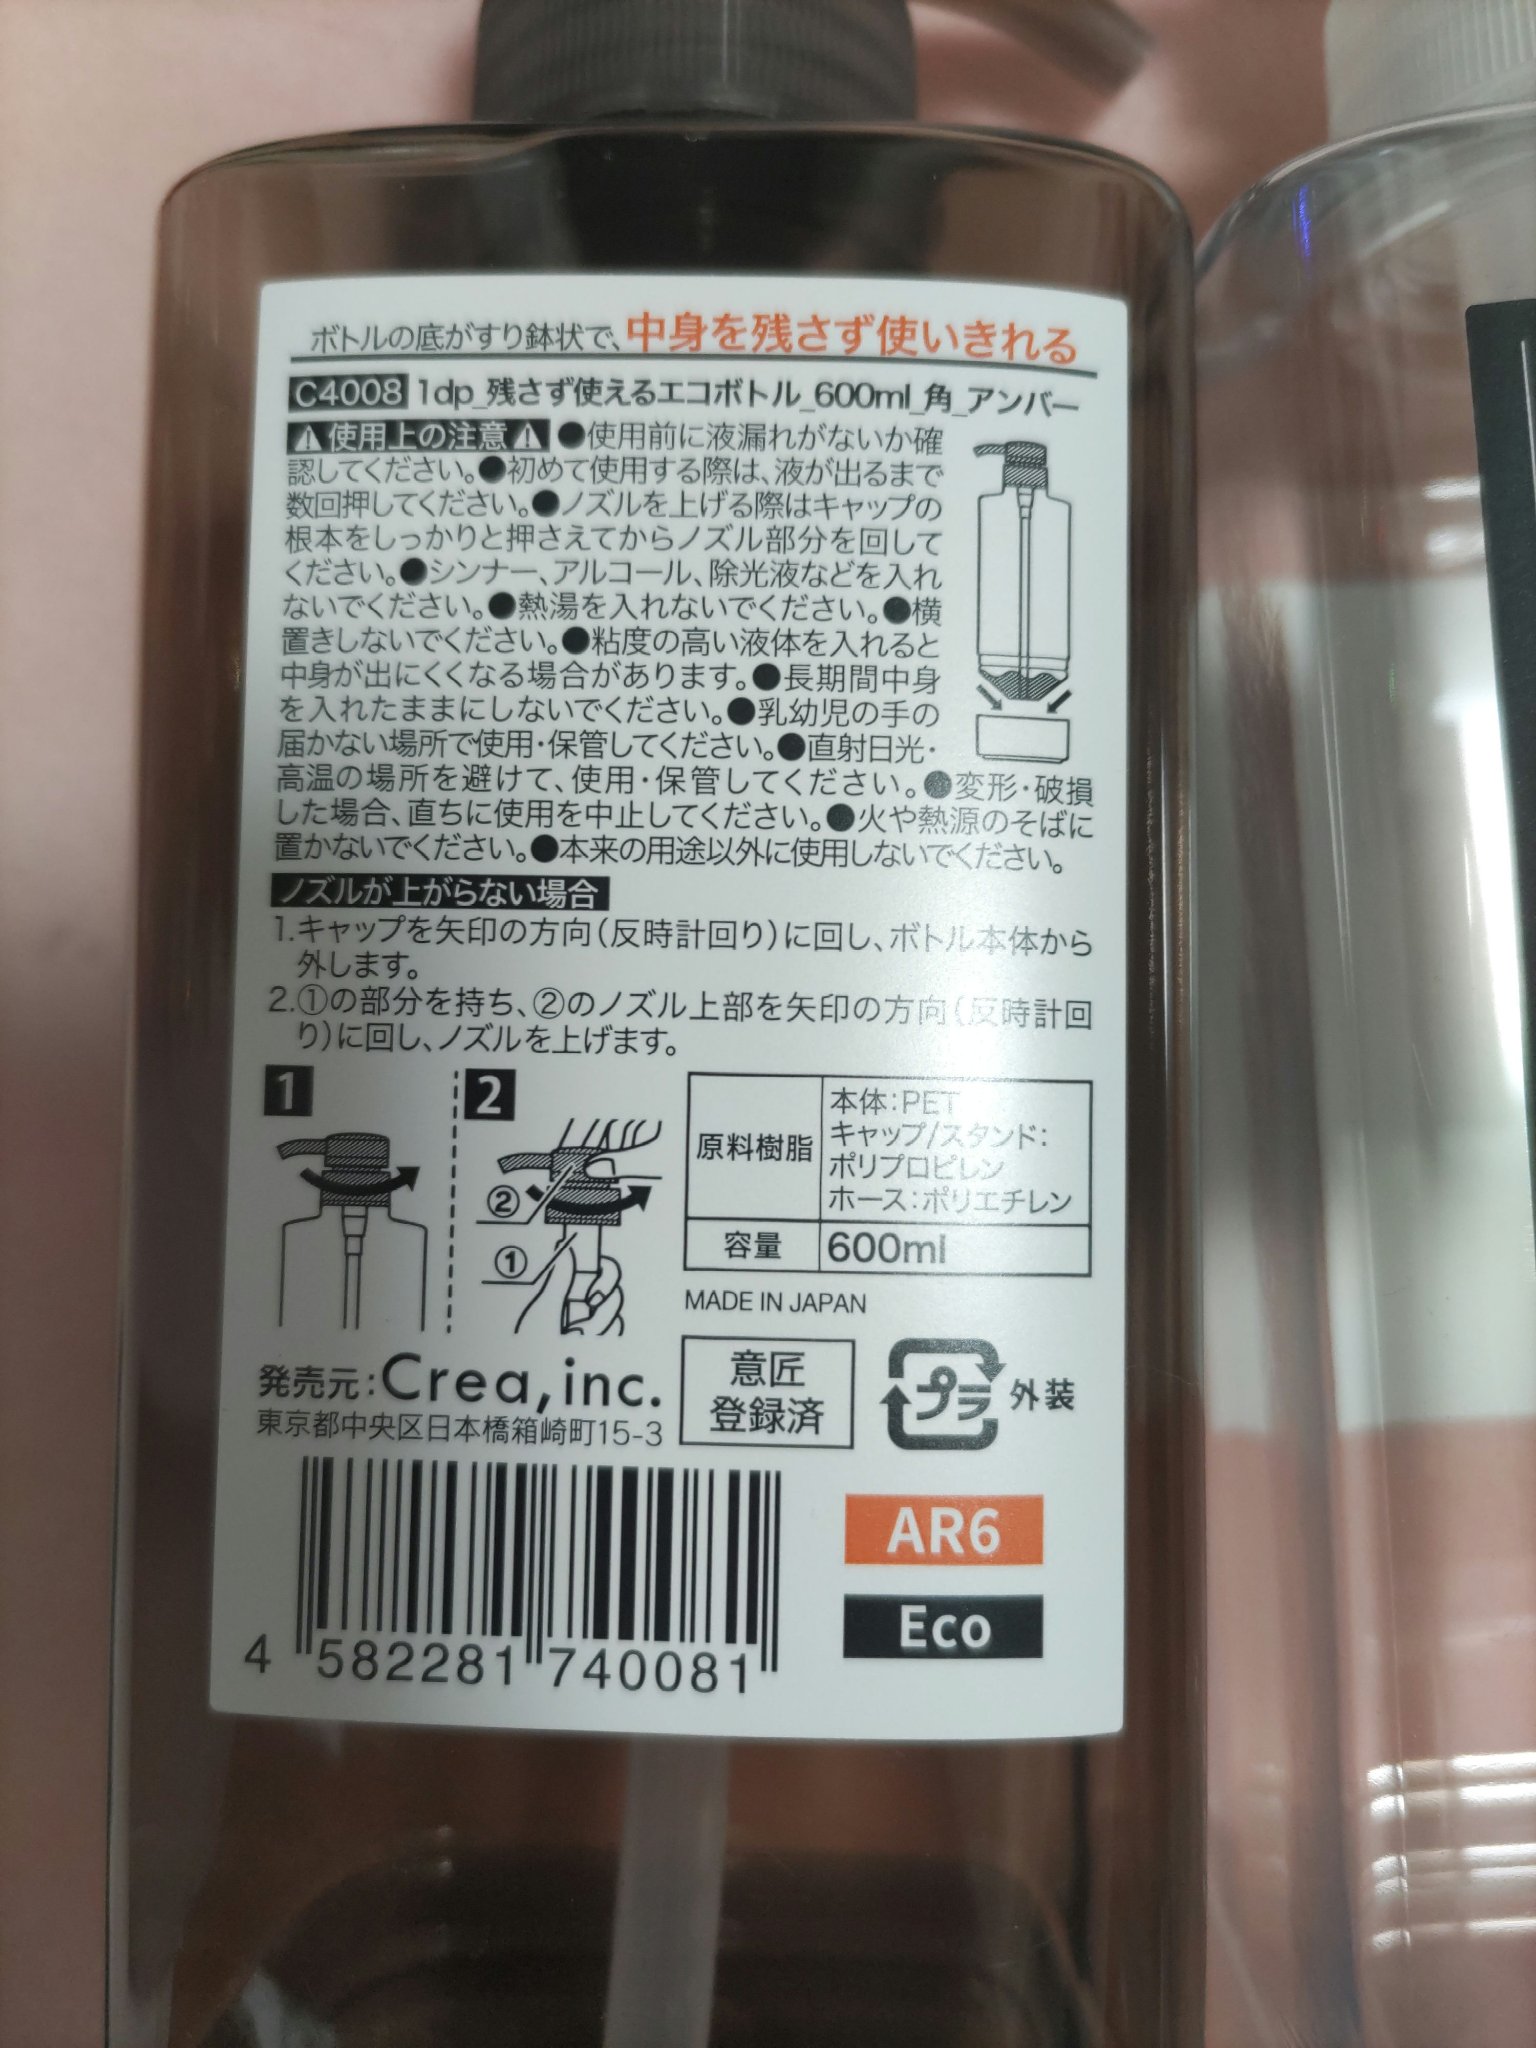 ボトルの底がすり鉢状で、中身を残さず使いきれる
C4008 1dp_残さず使えるエコボトル_600ml_角_アンバー
⚠使用上の注意⚠ ●使用前に液漏れがないか確
認してください。●初めて使用する際は、液が出るまで
数回押してください。●ノズルを上げる際はキャップの
根本をしっかりと押さえてからノズル部分を回して
ください。●シンナー、アルコール、除光液などを入れ
ないでください。●熱湯を入れないでください。●横
置きしないでください。●粘度の高い液体を入れると
中身が出にくくなる場合があります。●長期間中身
を入れたままにしないでください。●乳幼児の手の
届かない場所で使用・保管してください。●直射日光・
高温の場所を避けて、使用・保管してください。●変形・破損
した場合、直ちに使用を中止してください。●火や熱源のそばに
置かないでください。●本来の用途以外に使用しないでください。
ノズルが上がらない場合
1.キャップを矢印の方向(反時計回り)に回し、ボトル本体から
外します。
2.①の部分を持ち、②のノズル上部を矢印の方向(反時計回
り)に回し、ノズルを上げます。
1
2
②
①
原料樹脂
本体:PET
キャップ/スタンド:
ポリプロピレン
ホース:ポリエチレン
容量 600ml
MADE IN JAPAN
発売元:Crea,inc.
東京都中央区日本橋箱崎町15-3
意匠
登録済
プラ 外装
AR6
Eco
4 582281 740081